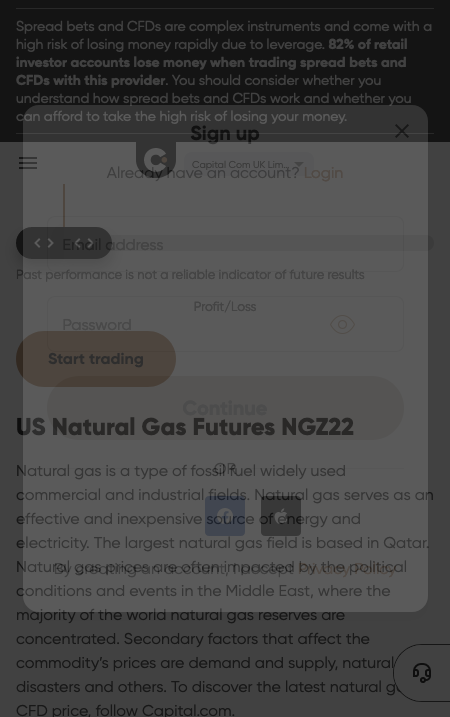 Spread bets and CFDs are complex instruments and come with a
high risk of losing money rapidly due to leverage. 82% of retail
investor accounts lose money when trading spread bets and
CFDs with this provider. You should consider whether you
understand how spread bets and CFDs work and whether you
can afford to take the high risk of losing your money.
Sign up
Capital Com UK Lim...
Already have an account? Login
Email address
Past performance is not a reliable indicator of future results
Profit/Loss
Password
Start trading
Continue
US Natural Gas Futures NGZ22
OR
Natural gas is a type of fossil fuel widely used
commercial and industrial fields. Natural gas serves as an
effective and inexpensive source of energy and
electricity. The largest natural gas field is based in Qatar.
Natural gas prices are often impacted by the political
By creating an account, I accept Privacy Policy
conditions and events in the Middle East, where the
majority of the world natural gas reserves are
concentrated. Secondary factors that affect the
commodity's prices are demand and supply, natural
disasters and others. To discover the latest natural
CFD price, follow Capital.com.